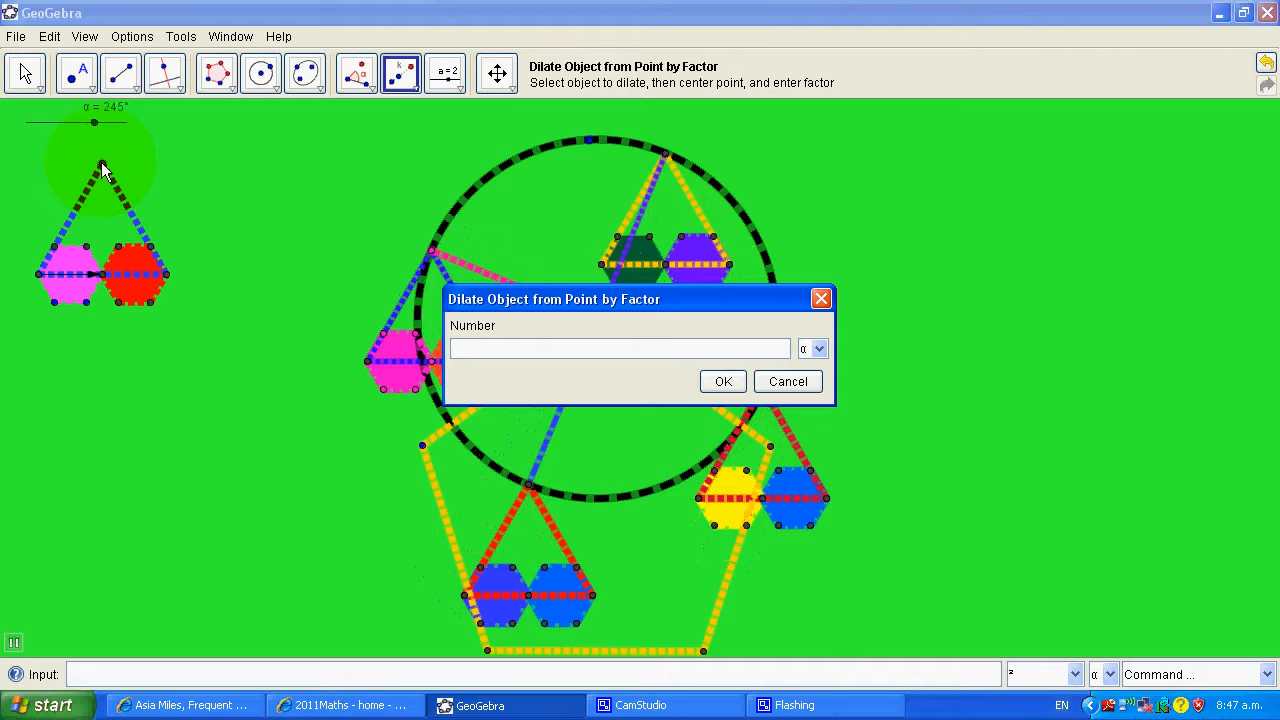 GeoGebra
File Edit View Options Tools Window Help
A
α
k
a = 2
Dilate Object from Point by Factor
Select object to dilate, then center point, and enter factor
α = 245°
Dilate Object from Point by Factor
Number
α
OK Cancel
Input: ² α Command ...
start Asia Miles, Frequent ... 2011Maths - home - ... GeoGebra CamStudio Flashing EN 8:47 a.m.